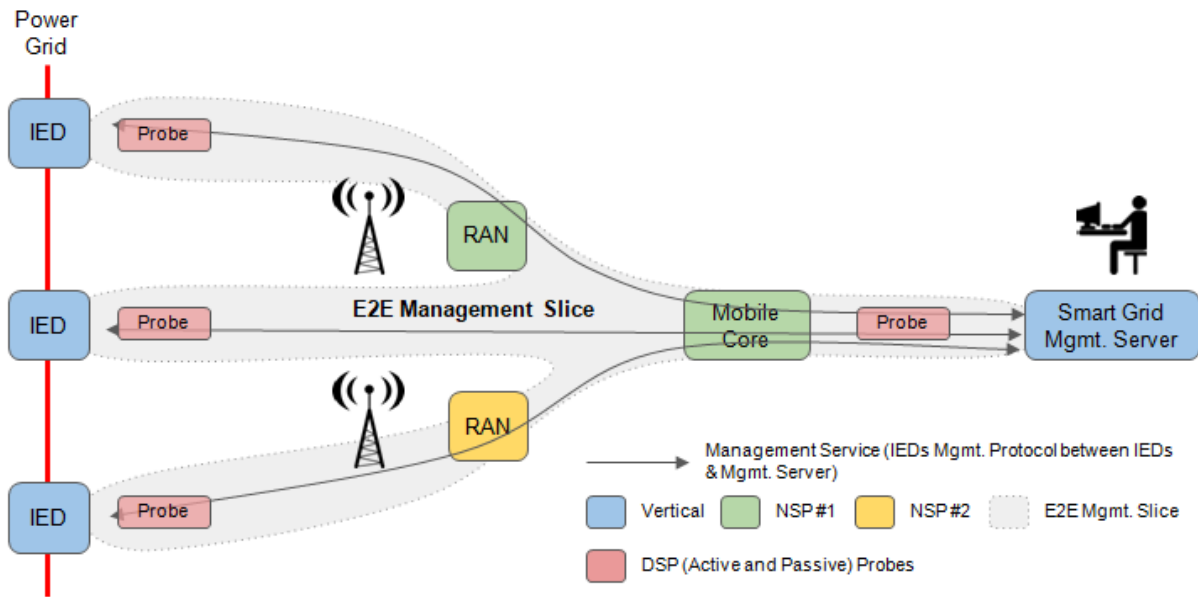 Power
Grid
IED
Probe
RAN
IED
Probe
E2E Management Slice
Mobile
Core
Probe
Smart Grid
Mgmt. Server
RAN
IED
Probe
Management Service (IEDs Mgmt. Protocol between IEDs
& Mgmt. Server)
Vertical
NSP #1
NSP #2
E2E Mgmt. Slice
DSP (Active and Passive) Probes